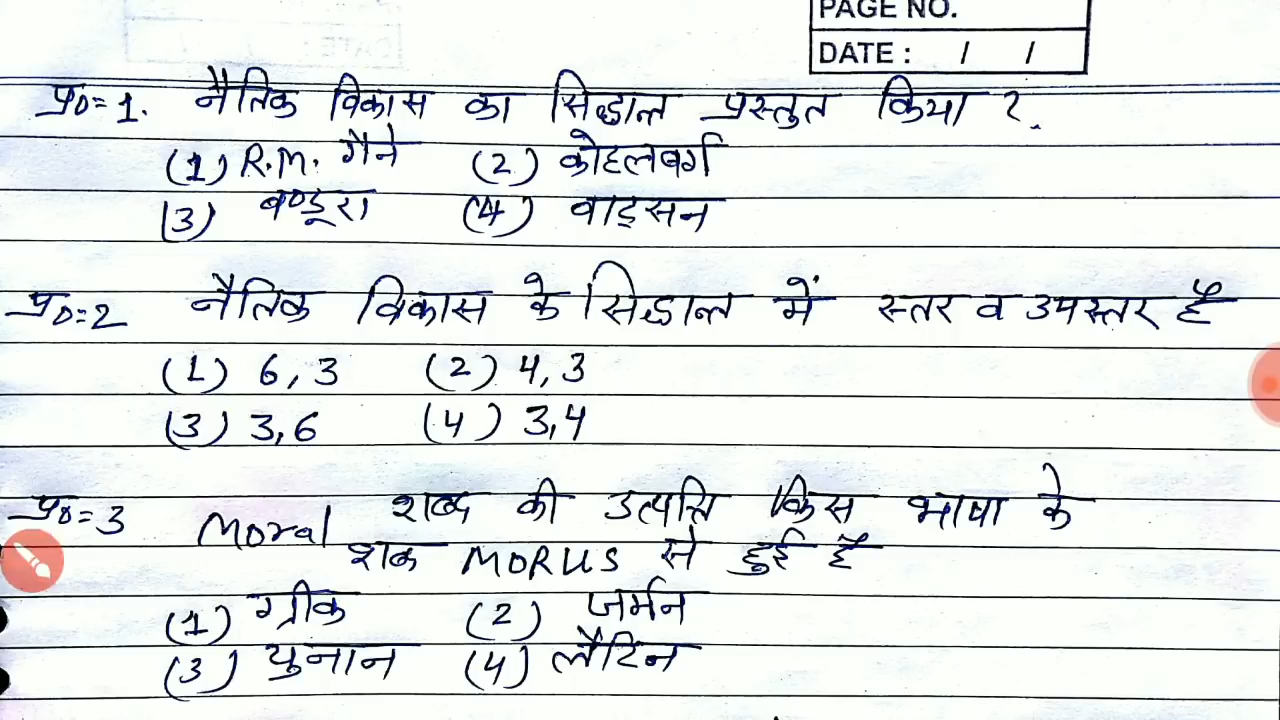 PAGE NO.
DATE : / /
प्र०=1. नैतिक विकास का सिद्धान्त प्रस्तुत किया ?
(1) R.M. गैने (2) कोहलबर्ग
(3) बण्डूरा (4) वाइसन
प्र०=2 नैतिक विकास के सिद्धान्त में स्तर व उपस्तर है
(1) 6, 3 (2) 4, 3
(3) 3, 6 (4) 3, 4
प्र०=3 Moral शब्द की उत्पत्ति किस भाषा के
शब्द MORUS से हुई है
(1) ग्रीक (2) जर्मन
(3) युनान (4) लैटिन